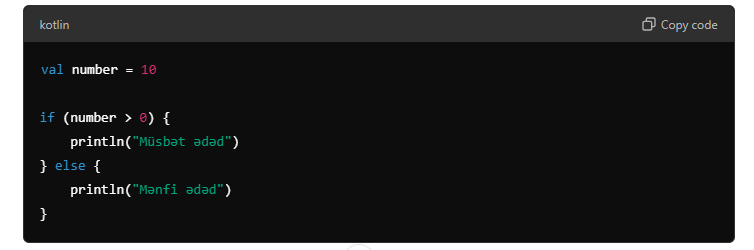 kotlin Copy code
val number = 10
if (number > 0) {
    println("Müsbət ədəd")
} else {
    println("Mənfi ədəd")
}